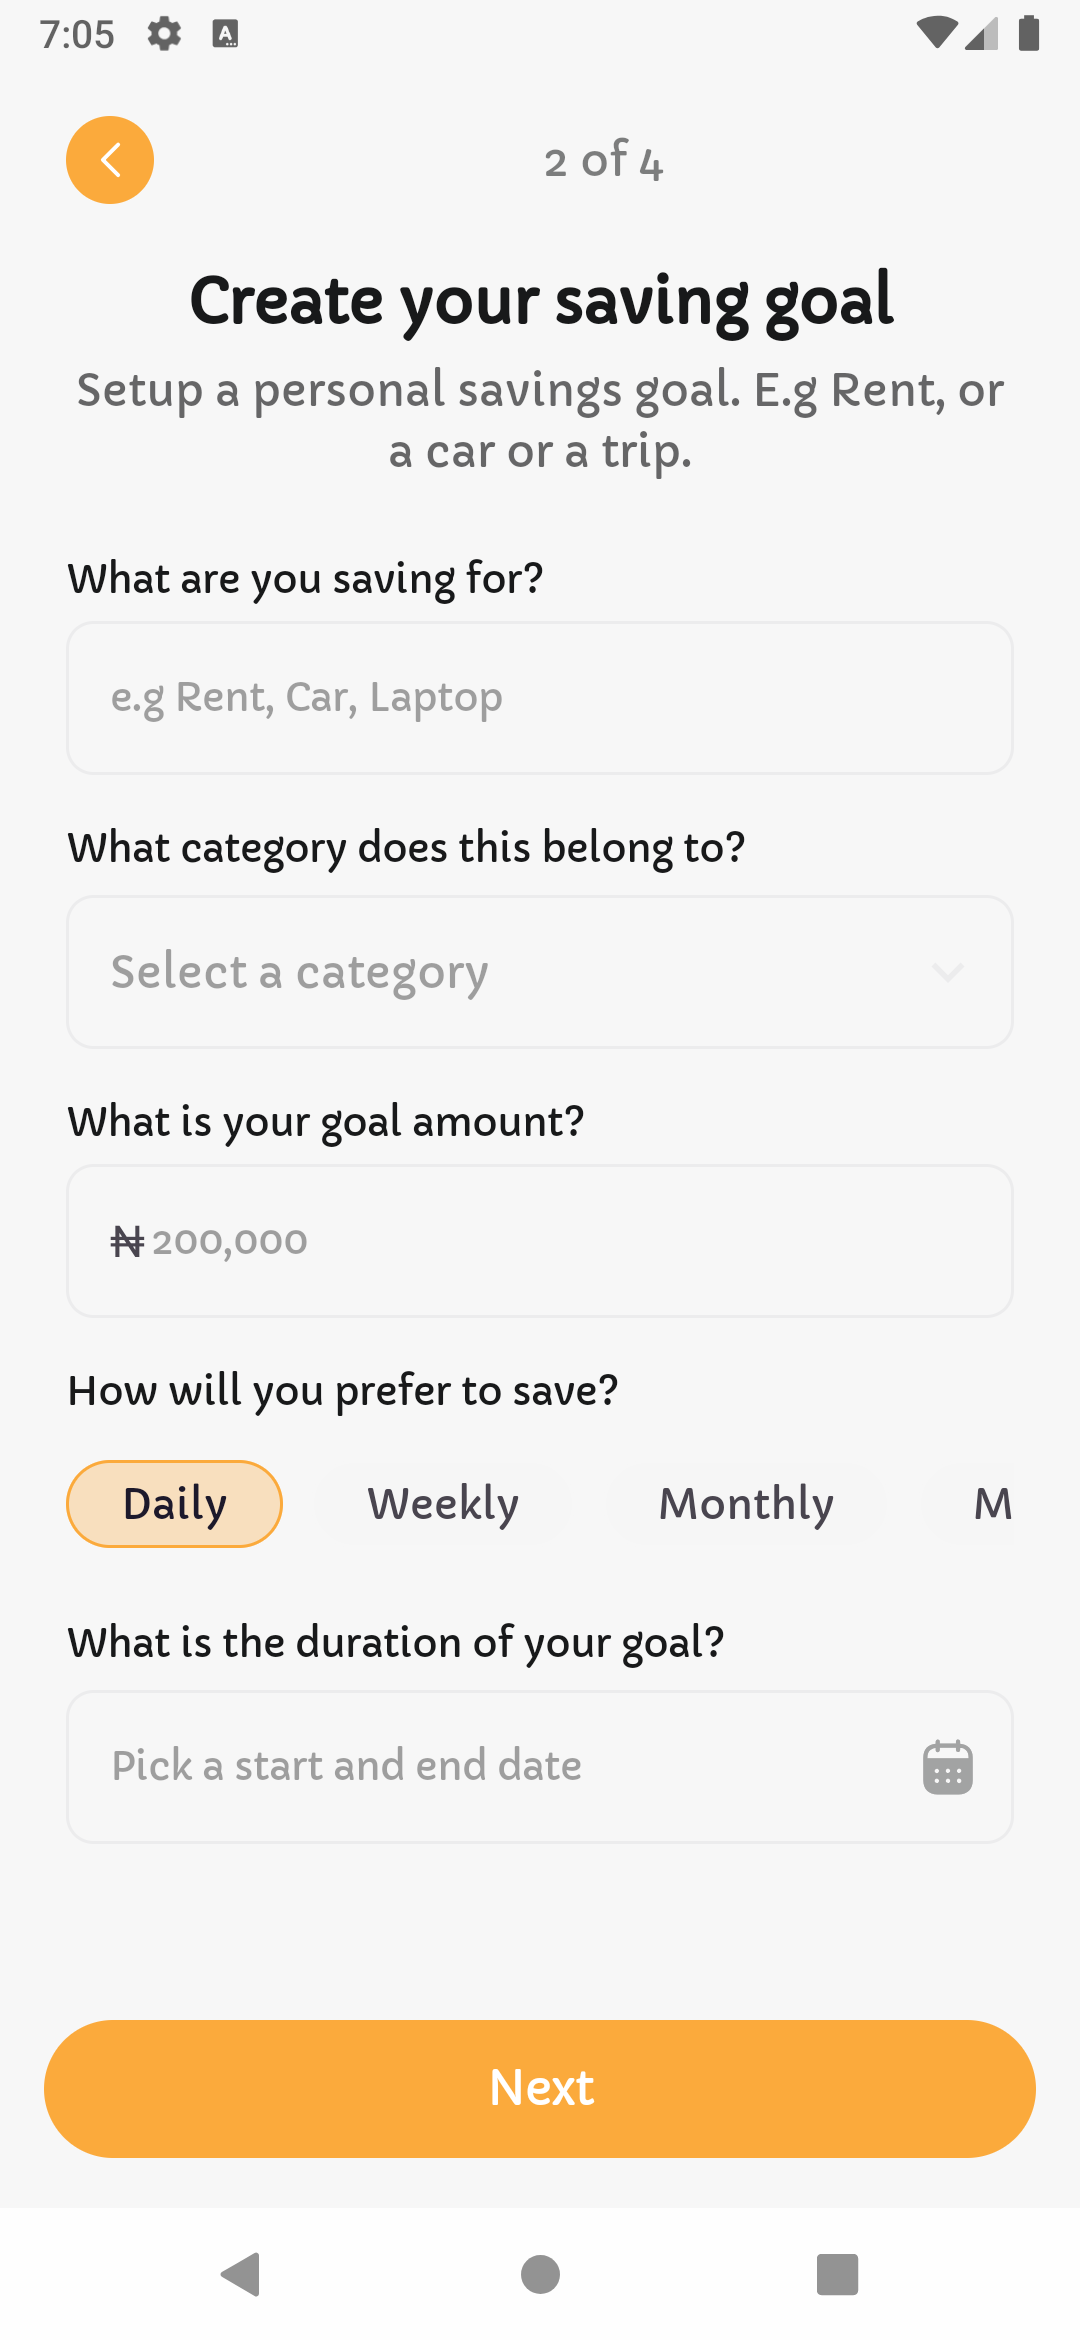 7:05
2 of 4
Create your saving goal
Setup a personal savings goal. E.g Rent, or
a car or a trip.
What are you saving for?
e.g Rent, Car, Laptop
What category does this belong to?
Select a category
What is your goal amount?
₦ 200,000
How will you prefer to save?
Daily Weekly Monthly M
What is the duration of your goal?
Pick a start and end date
Next